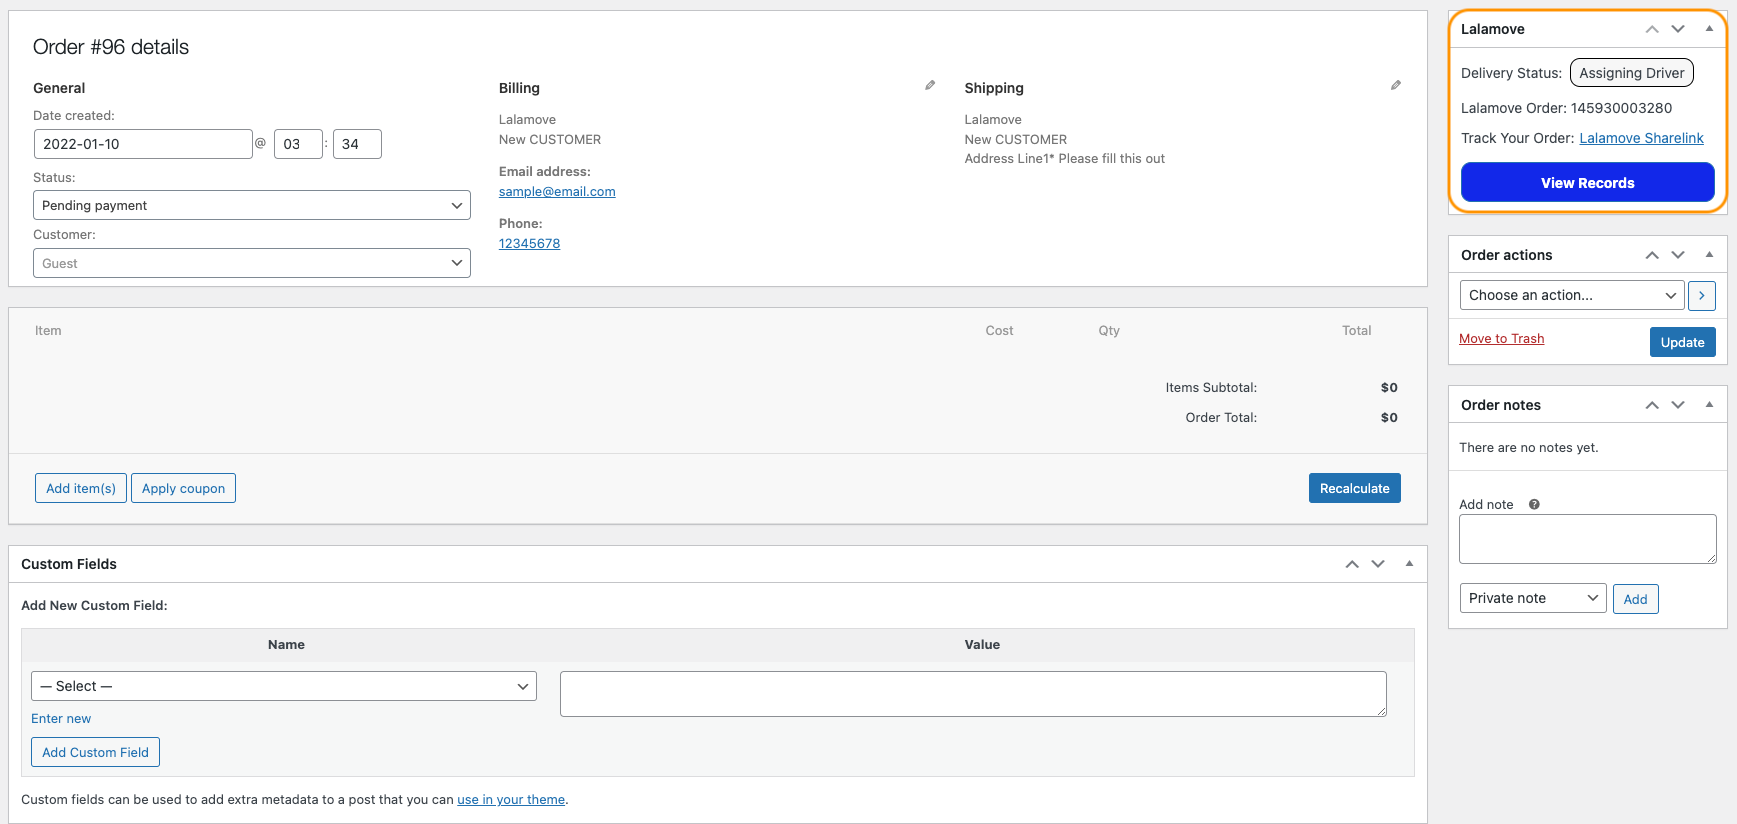 Order #96 details
General
Date created:
2022-01-10 @ 03 : 34
Status:
Pending payment
Customer:
Guest
Billing
Lalamove
New CUSTOMER
Email address:
sample@email.com
Phone:
12345678
Shipping
Lalamove
New CUSTOMER
Address Line1* Please fill this out
Item Cost Qty Total
Items Subtotal: $0
Order Total: $0
Add item(s) Apply coupon Recalculate
Custom Fields
Add New Custom Field:
Name Value
— Select —
Enter new
Add Custom Field
Custom fields can be used to add extra metadata to a post that you can use in your theme.
Lalamove
Delivery Status: Assigning Driver
Lalamove Order: 145930003280
Track Your Order: Lalamove Sharelink
View Records
Order actions
Choose an action...
Move to Trash Update
Order notes
There are no notes yet.
Add note ?
Private note Add